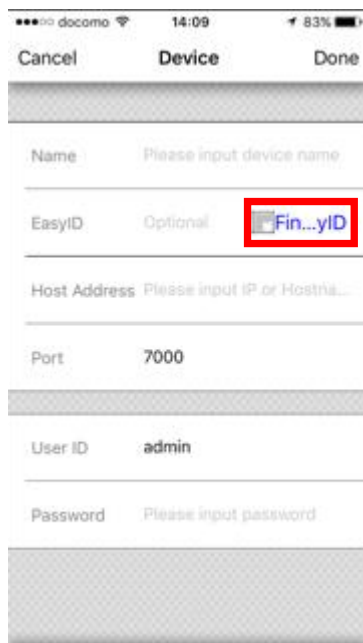 docomo 14:09 83%
Cancel Device Done
Name Please input device name
EasyID Optional Fin...yID
Host Address Please input IP or Hostna...
Port 7000
User ID admin
Password Please input password